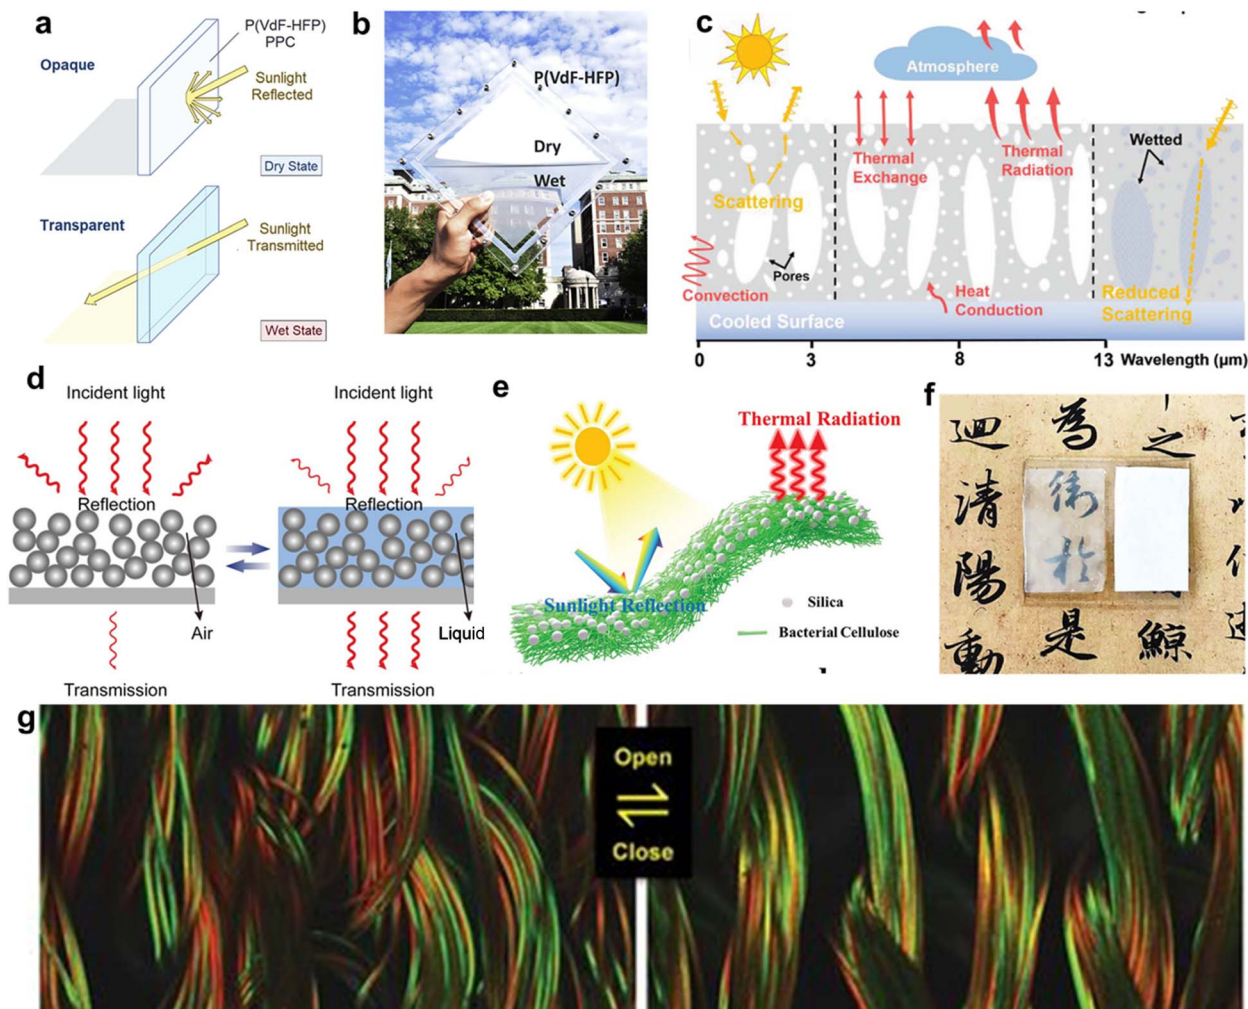 a
P(VdF-HFP)
PPC
Opaque
Sunlight
Reflected
Dry State
Transparent
Sunlight
Transmitted
Wet State
b
P(VdF-HFP)
Dry
Wet
c
Atmosphere
Thermal
Exchange
Thermal
Radiation
Wetted
Scattering
Pores
Convection
Heat
Conduction
Reduced
Scattering
Cooled Surface
0 3 8 13 Wavelength (μm)
d
Incident light
Incident light
Reflection
Reflection
Air
Liquid
Transmission
Transmission
e
Thermal Radiation
Sunlight Reflection
Silica
Bacterial Cellulose
f
迴清陽動
為衛於是
之
鯨
g
Open
Close